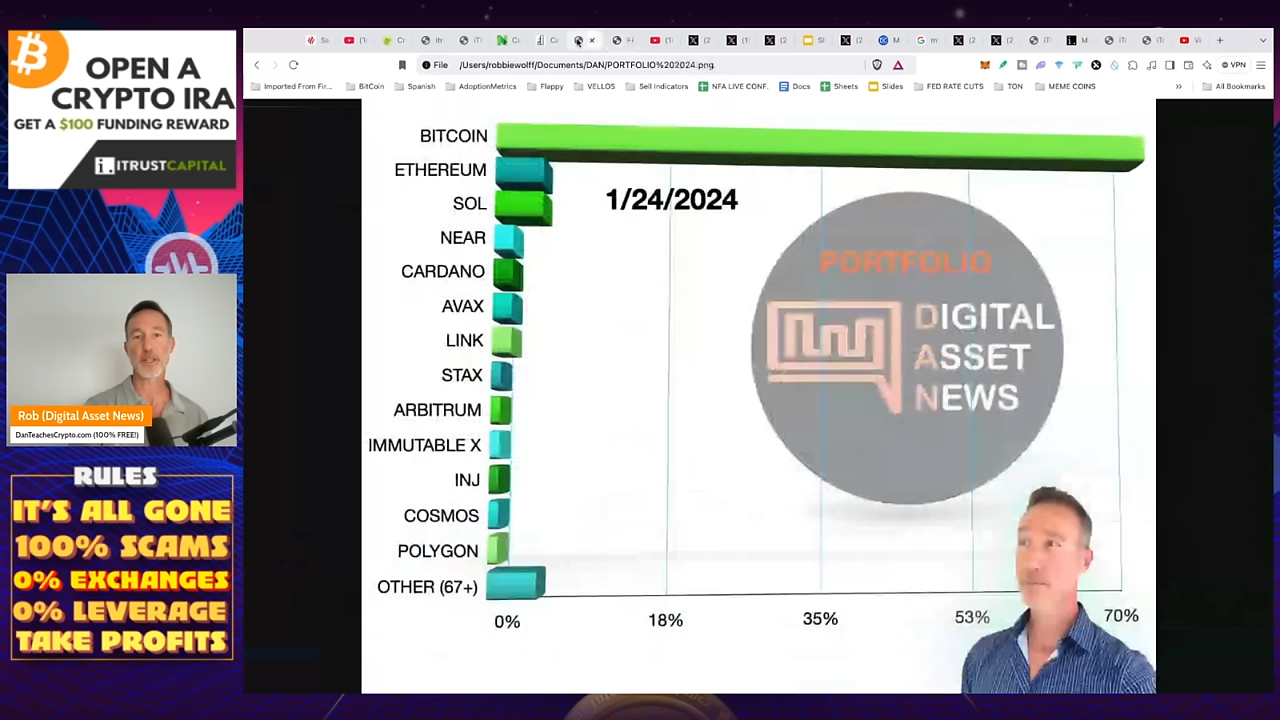 OPEN A
CRYPTO IRA
GET A $100 FUNDING REWARD
ITRUSTCAPITAL
Rob (Digital Asset News)
DanTeachesCrypto.com (100% FREE!)
RULES
IT'S ALL GONE
100% SCAMS
0% EXCHANGES
0% LEVERAGE
TAKE PROFITS
File /Users/robbiewolff/Documents/DAN/PORTFOLIO%202024.png
VPN
Imported From Fir... BitCoin Spanish AdoptionMetrics Flappy VELLOS Sell Indicators NFA LIVE CONF. Docs Sheets Slides FED RATE CUTS TON MEME COINS » All Bookmarks
BITCOIN
ETHEREUM
SOL
NEAR
CARDANO
AVAX
LINK
STAX
ARBITRUM
IMMUTABLE X
INJ
COSMOS
POLYGON
OTHER (67+)
0% 18% 35% 53% 70%
1/24/2024
PORTFOLIO
DIGITAL
ASSET
NEWS